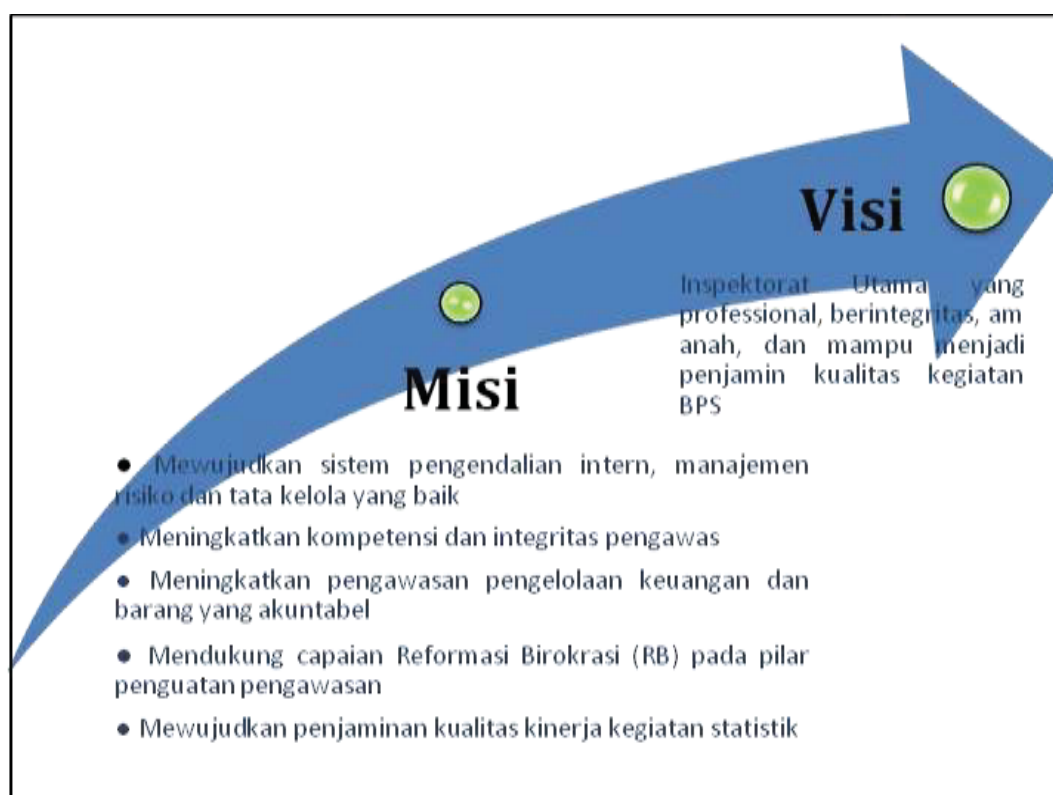 Visi
Inspektorat Utama yang
professional, berintegritas, am
anah, dan mampu menjadi
penjamin kualitas kegiatan
BPS
Misi
● Mewujudkan sistem pengendalian intern, manajemen
risiko dan tata kelola yang baik
● Meningkatkan kompetensi dan integritas pengawas
● Meningkatkan pengawasan pengelolaan keuangan dan
barang yang akuntabel
● Mendukung capaian Reformasi Birokrasi (RB) pada pilar
penguatan pengawasan
● Mewujudkan penjaminan kualitas kinerja kegiatan statistik